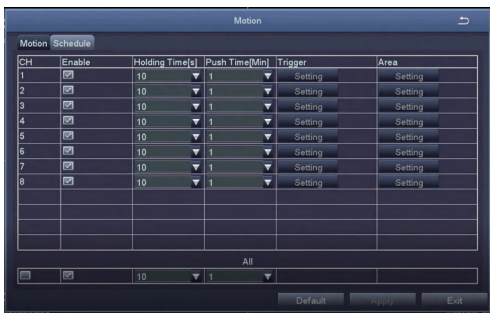 Motion
Motion Schedule
CH Enable Holding Time[s] Push Time[Min] Trigger Area
1 10 1 Setting Setting
2 10 1 Setting Setting
3 10 1 Setting Setting
4 10 1 Setting Setting
5 10 1 Setting Setting
6 10 1 Setting Setting
7 10 1 Setting Setting
8 10 1 Setting Setting
All
10 1
Default Apply Exit